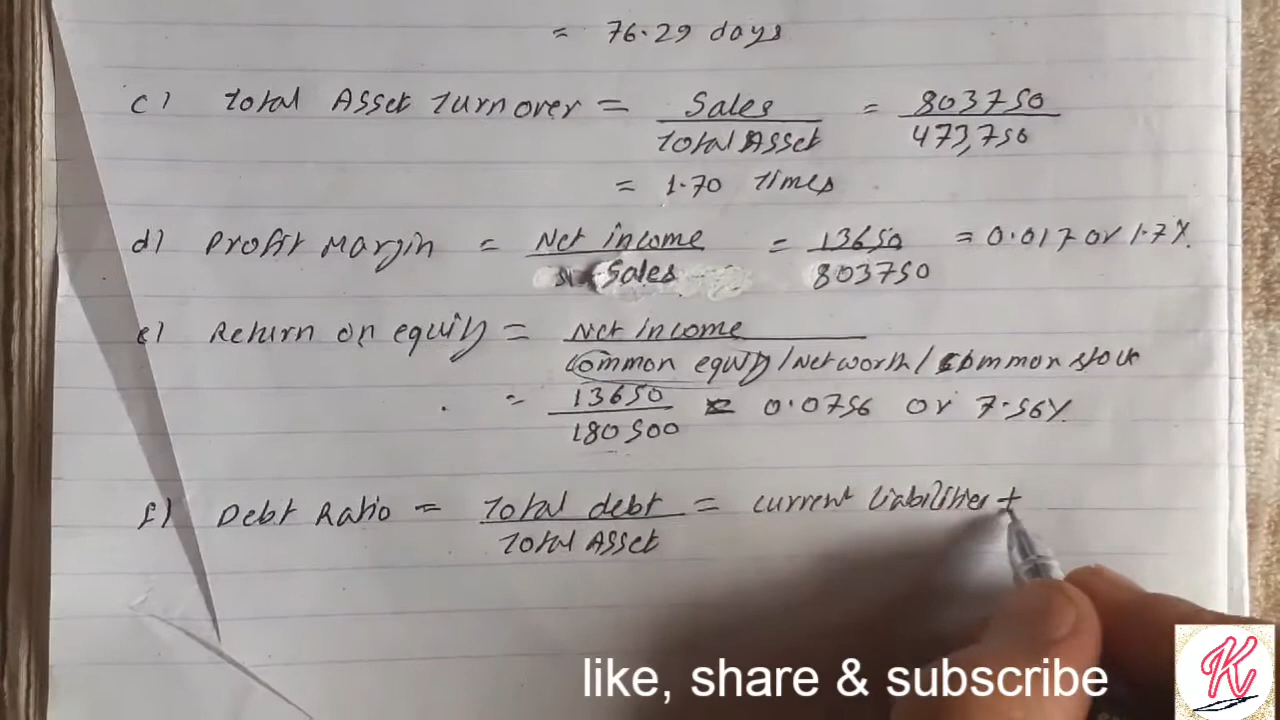 = 76.29 days
c) Total Asset Turnover = Sales / Total Asset = 803750 / 473,750
= 1.70 Times
d) Profit Margin = Net income / Sales = 13650 / 803750 = 0.017 or 1.7%.
e) Return on equity = Net income / Common equity / Net worth / Common stock
= 13650 / 180500 = 0.0756 or 7.56%
f) Debt Ratio = Total debt / Total Asset = current liabilities +
like, share & subscribe
K